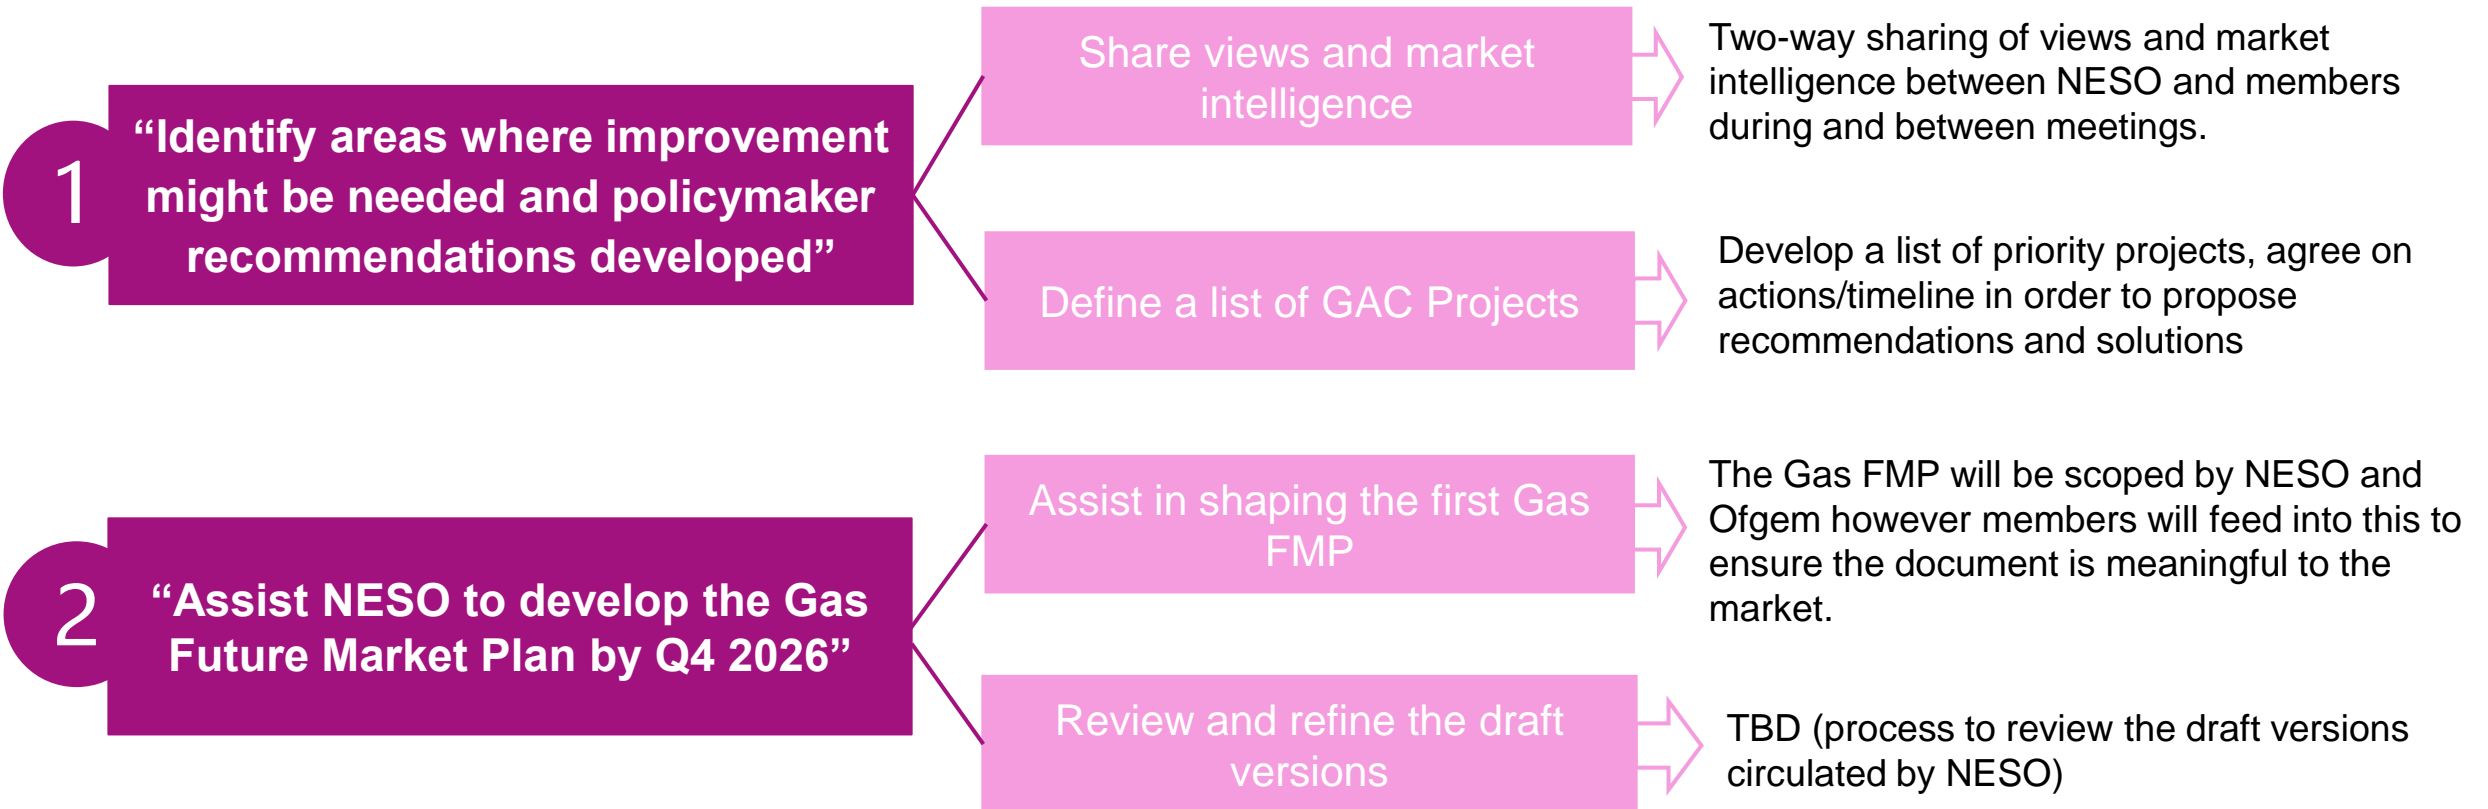 1
“Identify areas where improvement
might be needed and policymaker
recommendations developed”
Share views and market
intelligence
Two-way sharing of views and market
intelligence between NESO and members
during and between meetings.
Define a list of GAC Projects
Develop a list of priority projects, agree on
actions/timeline in order to propose
recommendations and solutions
2
“Assist NESO to develop the Gas
Future Market Plan by Q4 2026”
Assist in shaping the first Gas
FMP
The Gas FMP will be scoped by NESO and
Ofgem however members will feed into this to
ensure the document is meaningful to the
market.
Review and refine the draft
versions
TBD (process to review the draft versions
circulated by NESO)